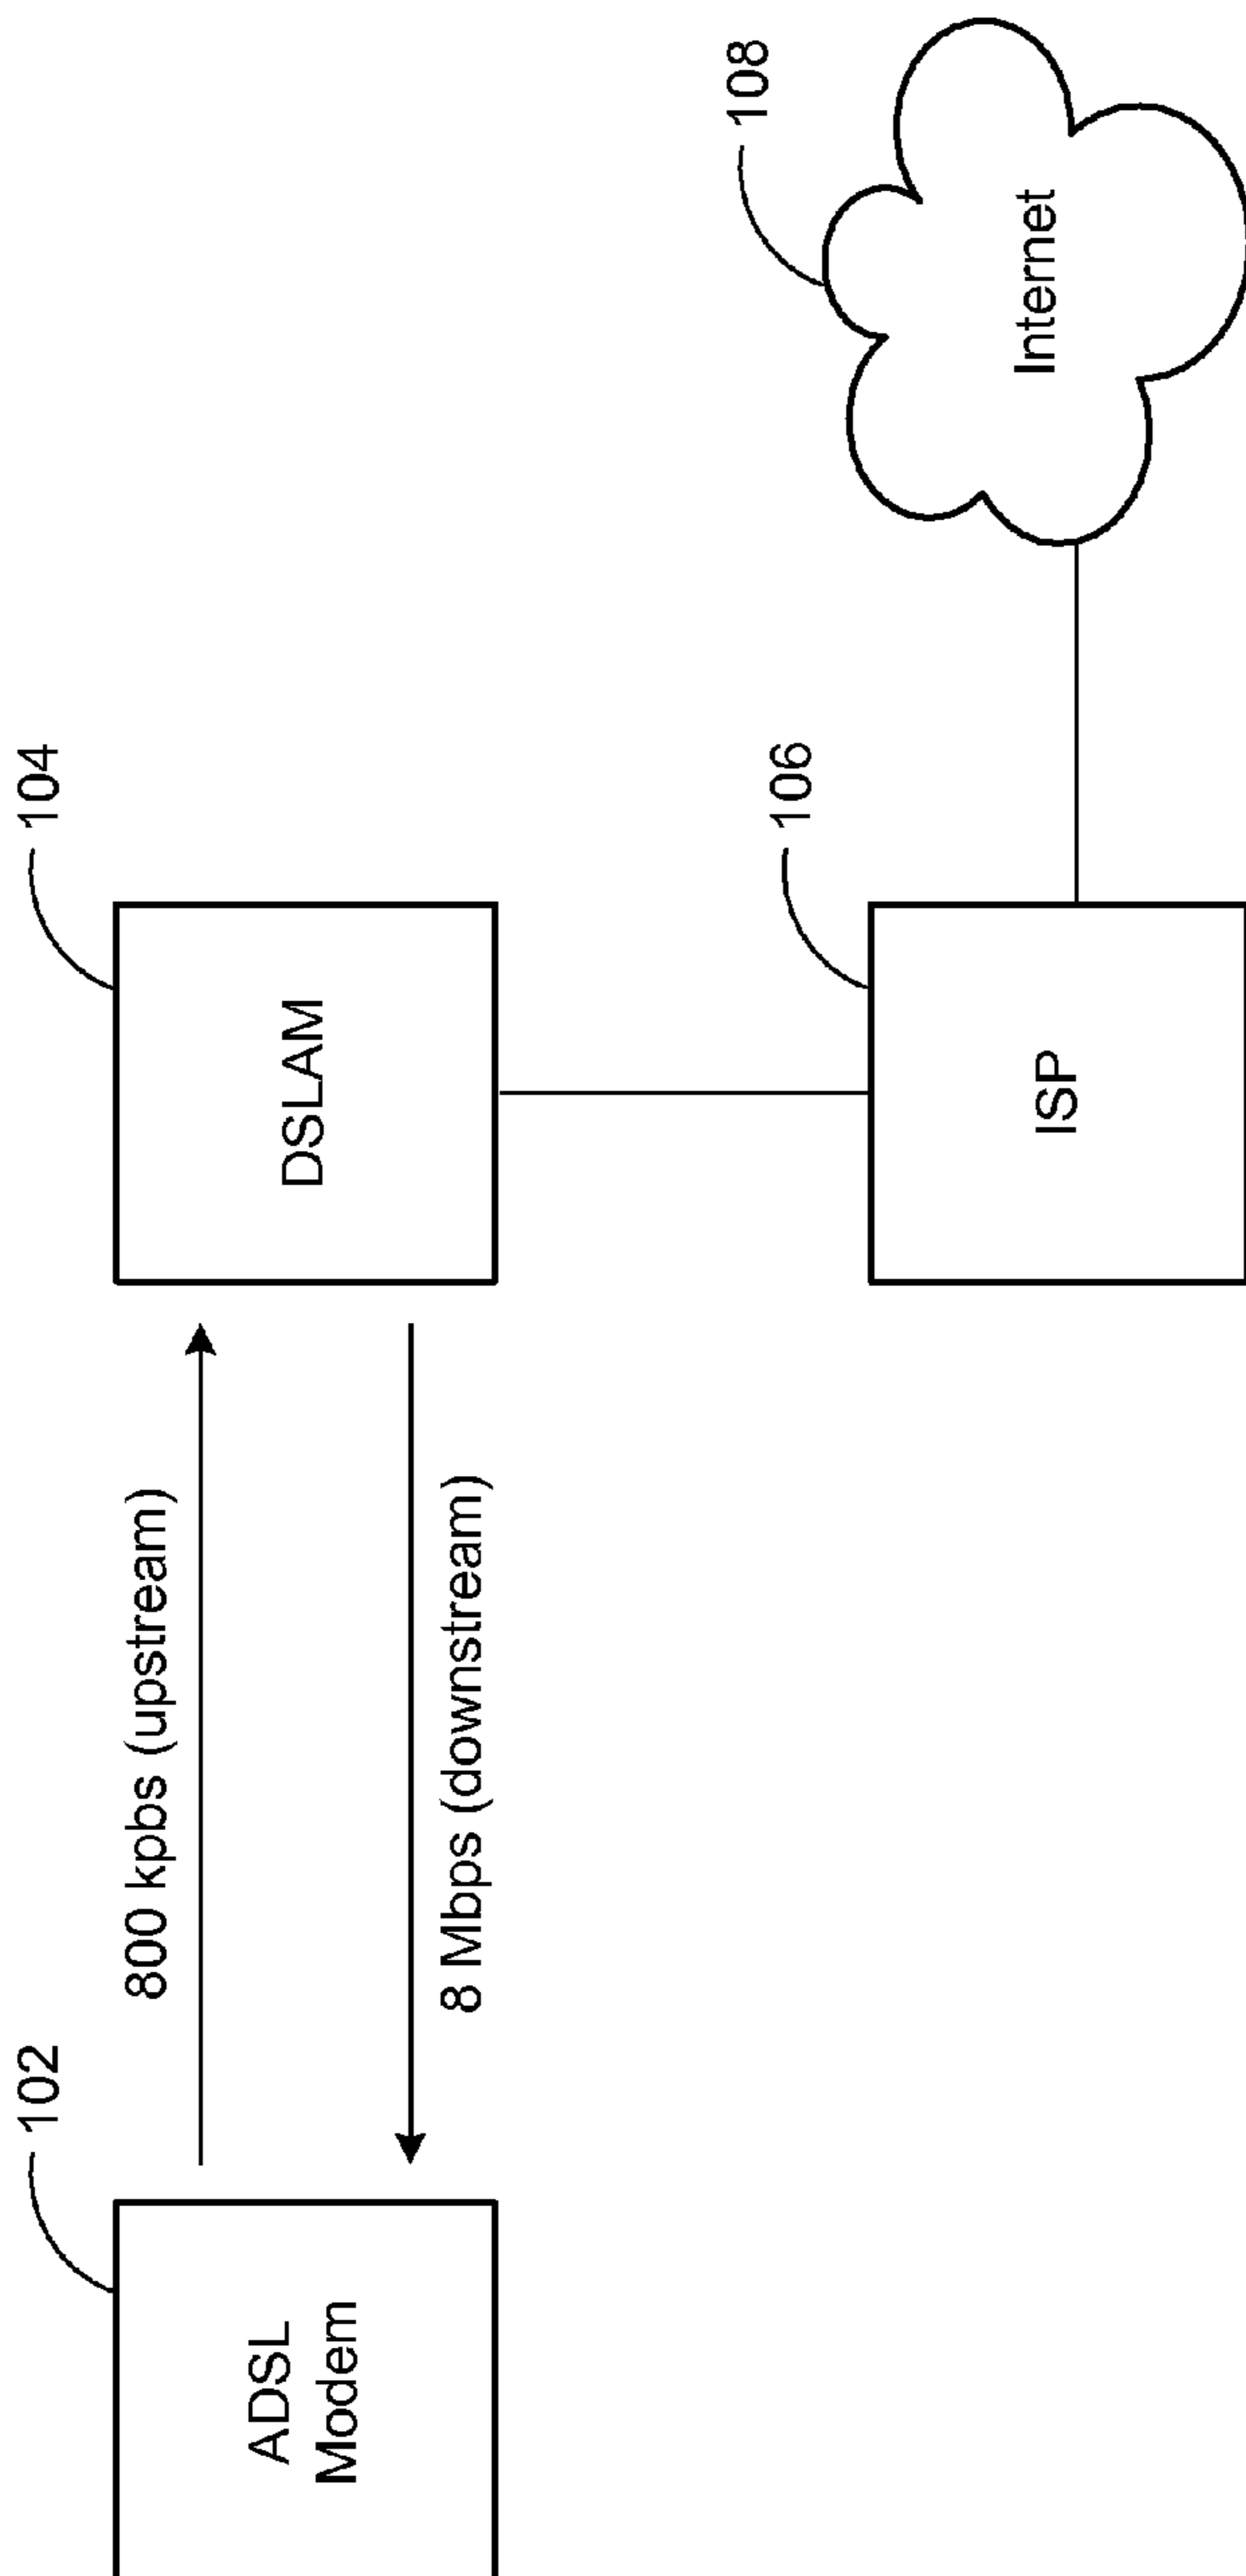 102
800 kpbs (upstream)
104
ADSL
Modem
DSLAM
8 Mbps (downstream)
106
108
ISP
Internet